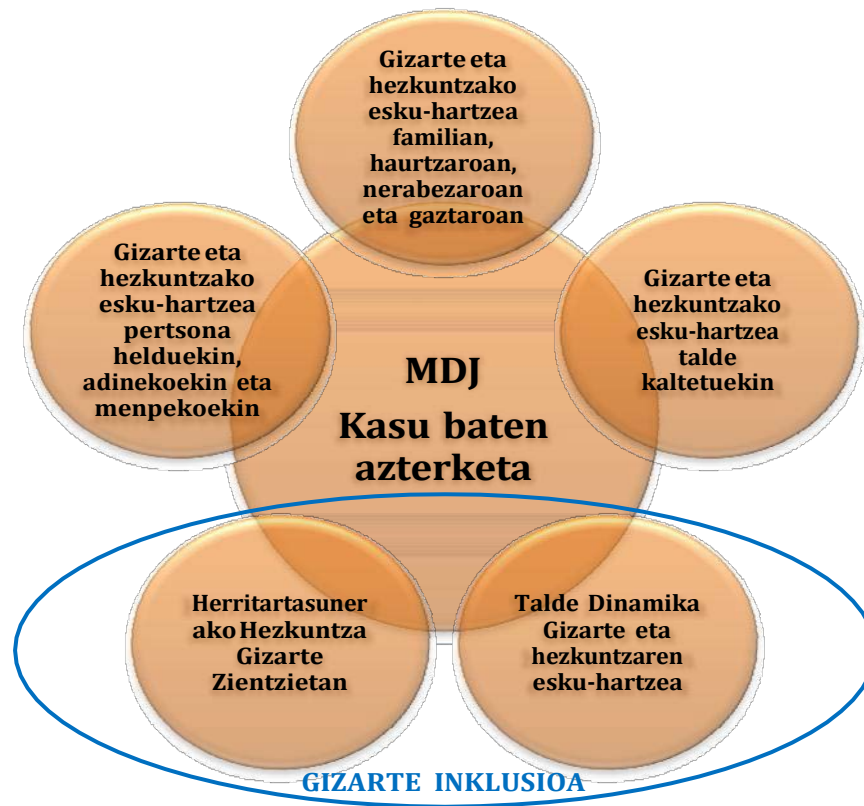 Gizarte eta
hezkuntzako
esku-hartzea
familian,
haurtzaroan,
nerabezaroan
eta gaztaroan
Gizarte eta
hezkuntzako
esku-hartzea
pertsona
helduekin,
adinekoekin eta
menpekoekin
Gizarte eta
hezkuntzako
esku-hartzea
talde
kaltetuekin
MDJ
Kasu baten
azterketa
Herritartasuner
ako Hezkuntza
Gizarte
Zientzietan
Talde Dinamika
Gizarte eta
hezkuntzaren
esku-hartzea
GIZARTE INKLUSIOA